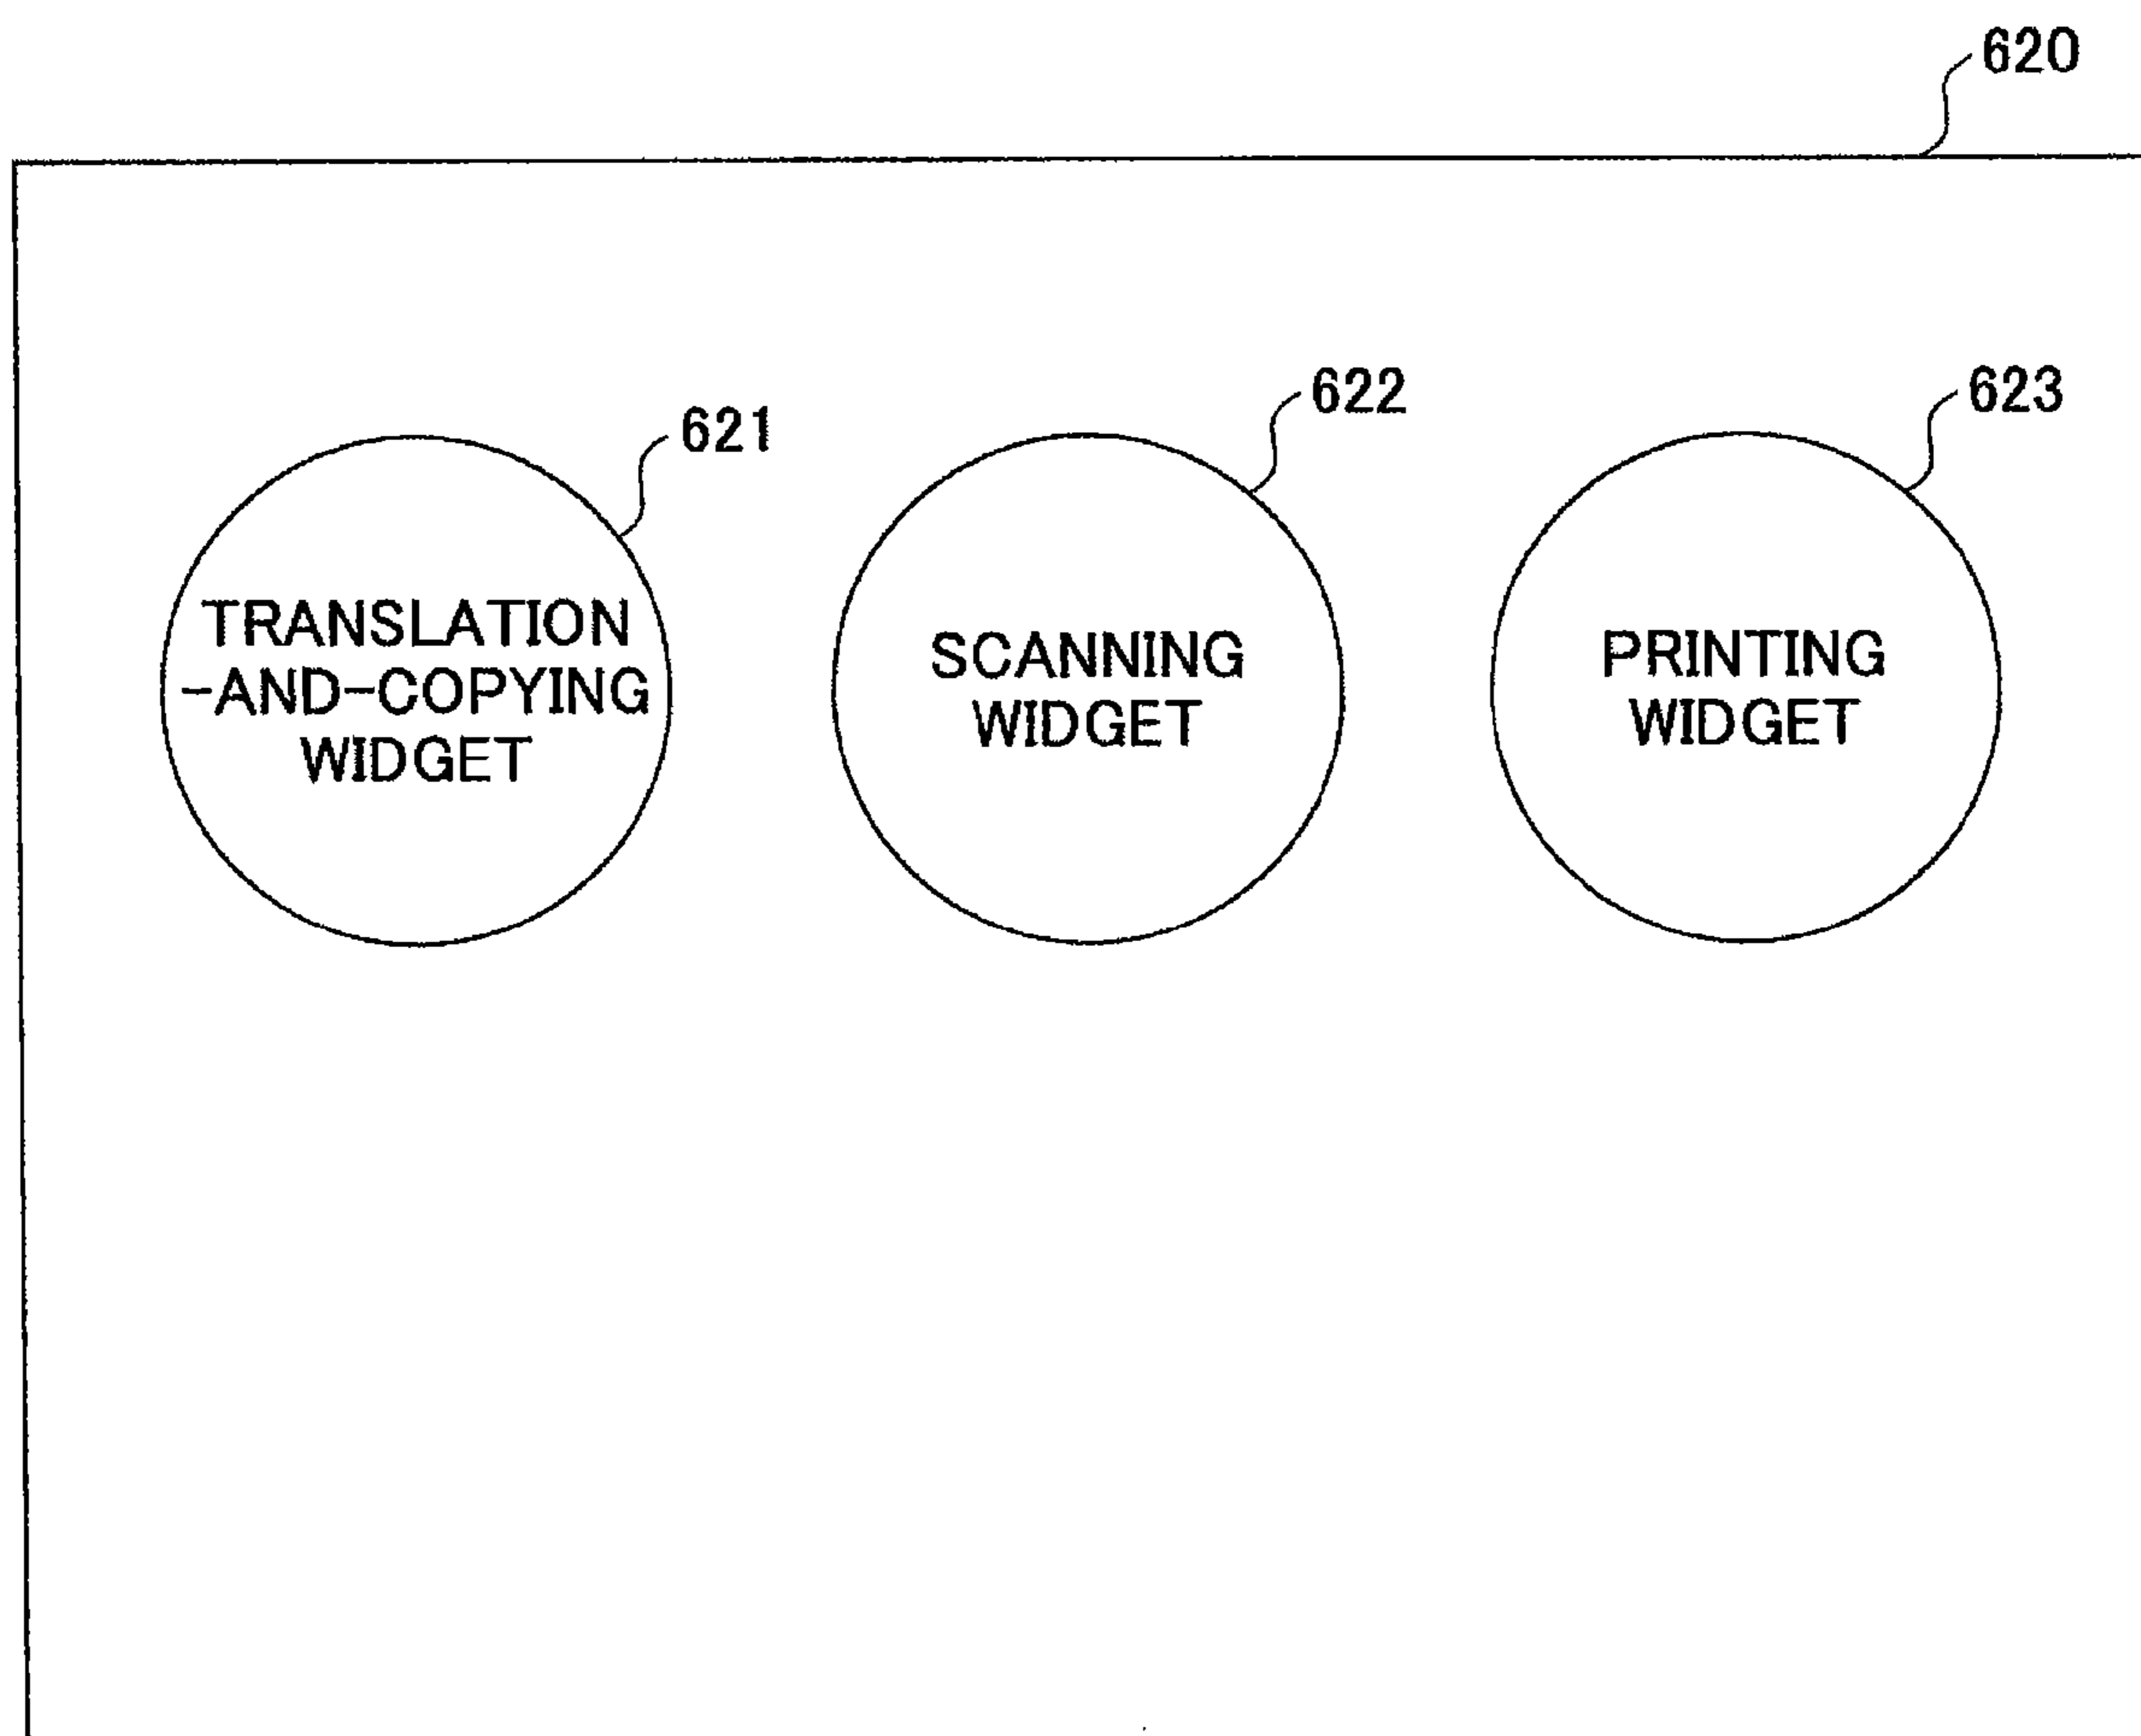 620
621
622
623
TRANSLATION
-AND-COPYING
WIDGET
SCANNING
WIDGET
PRINTING
WIDGET